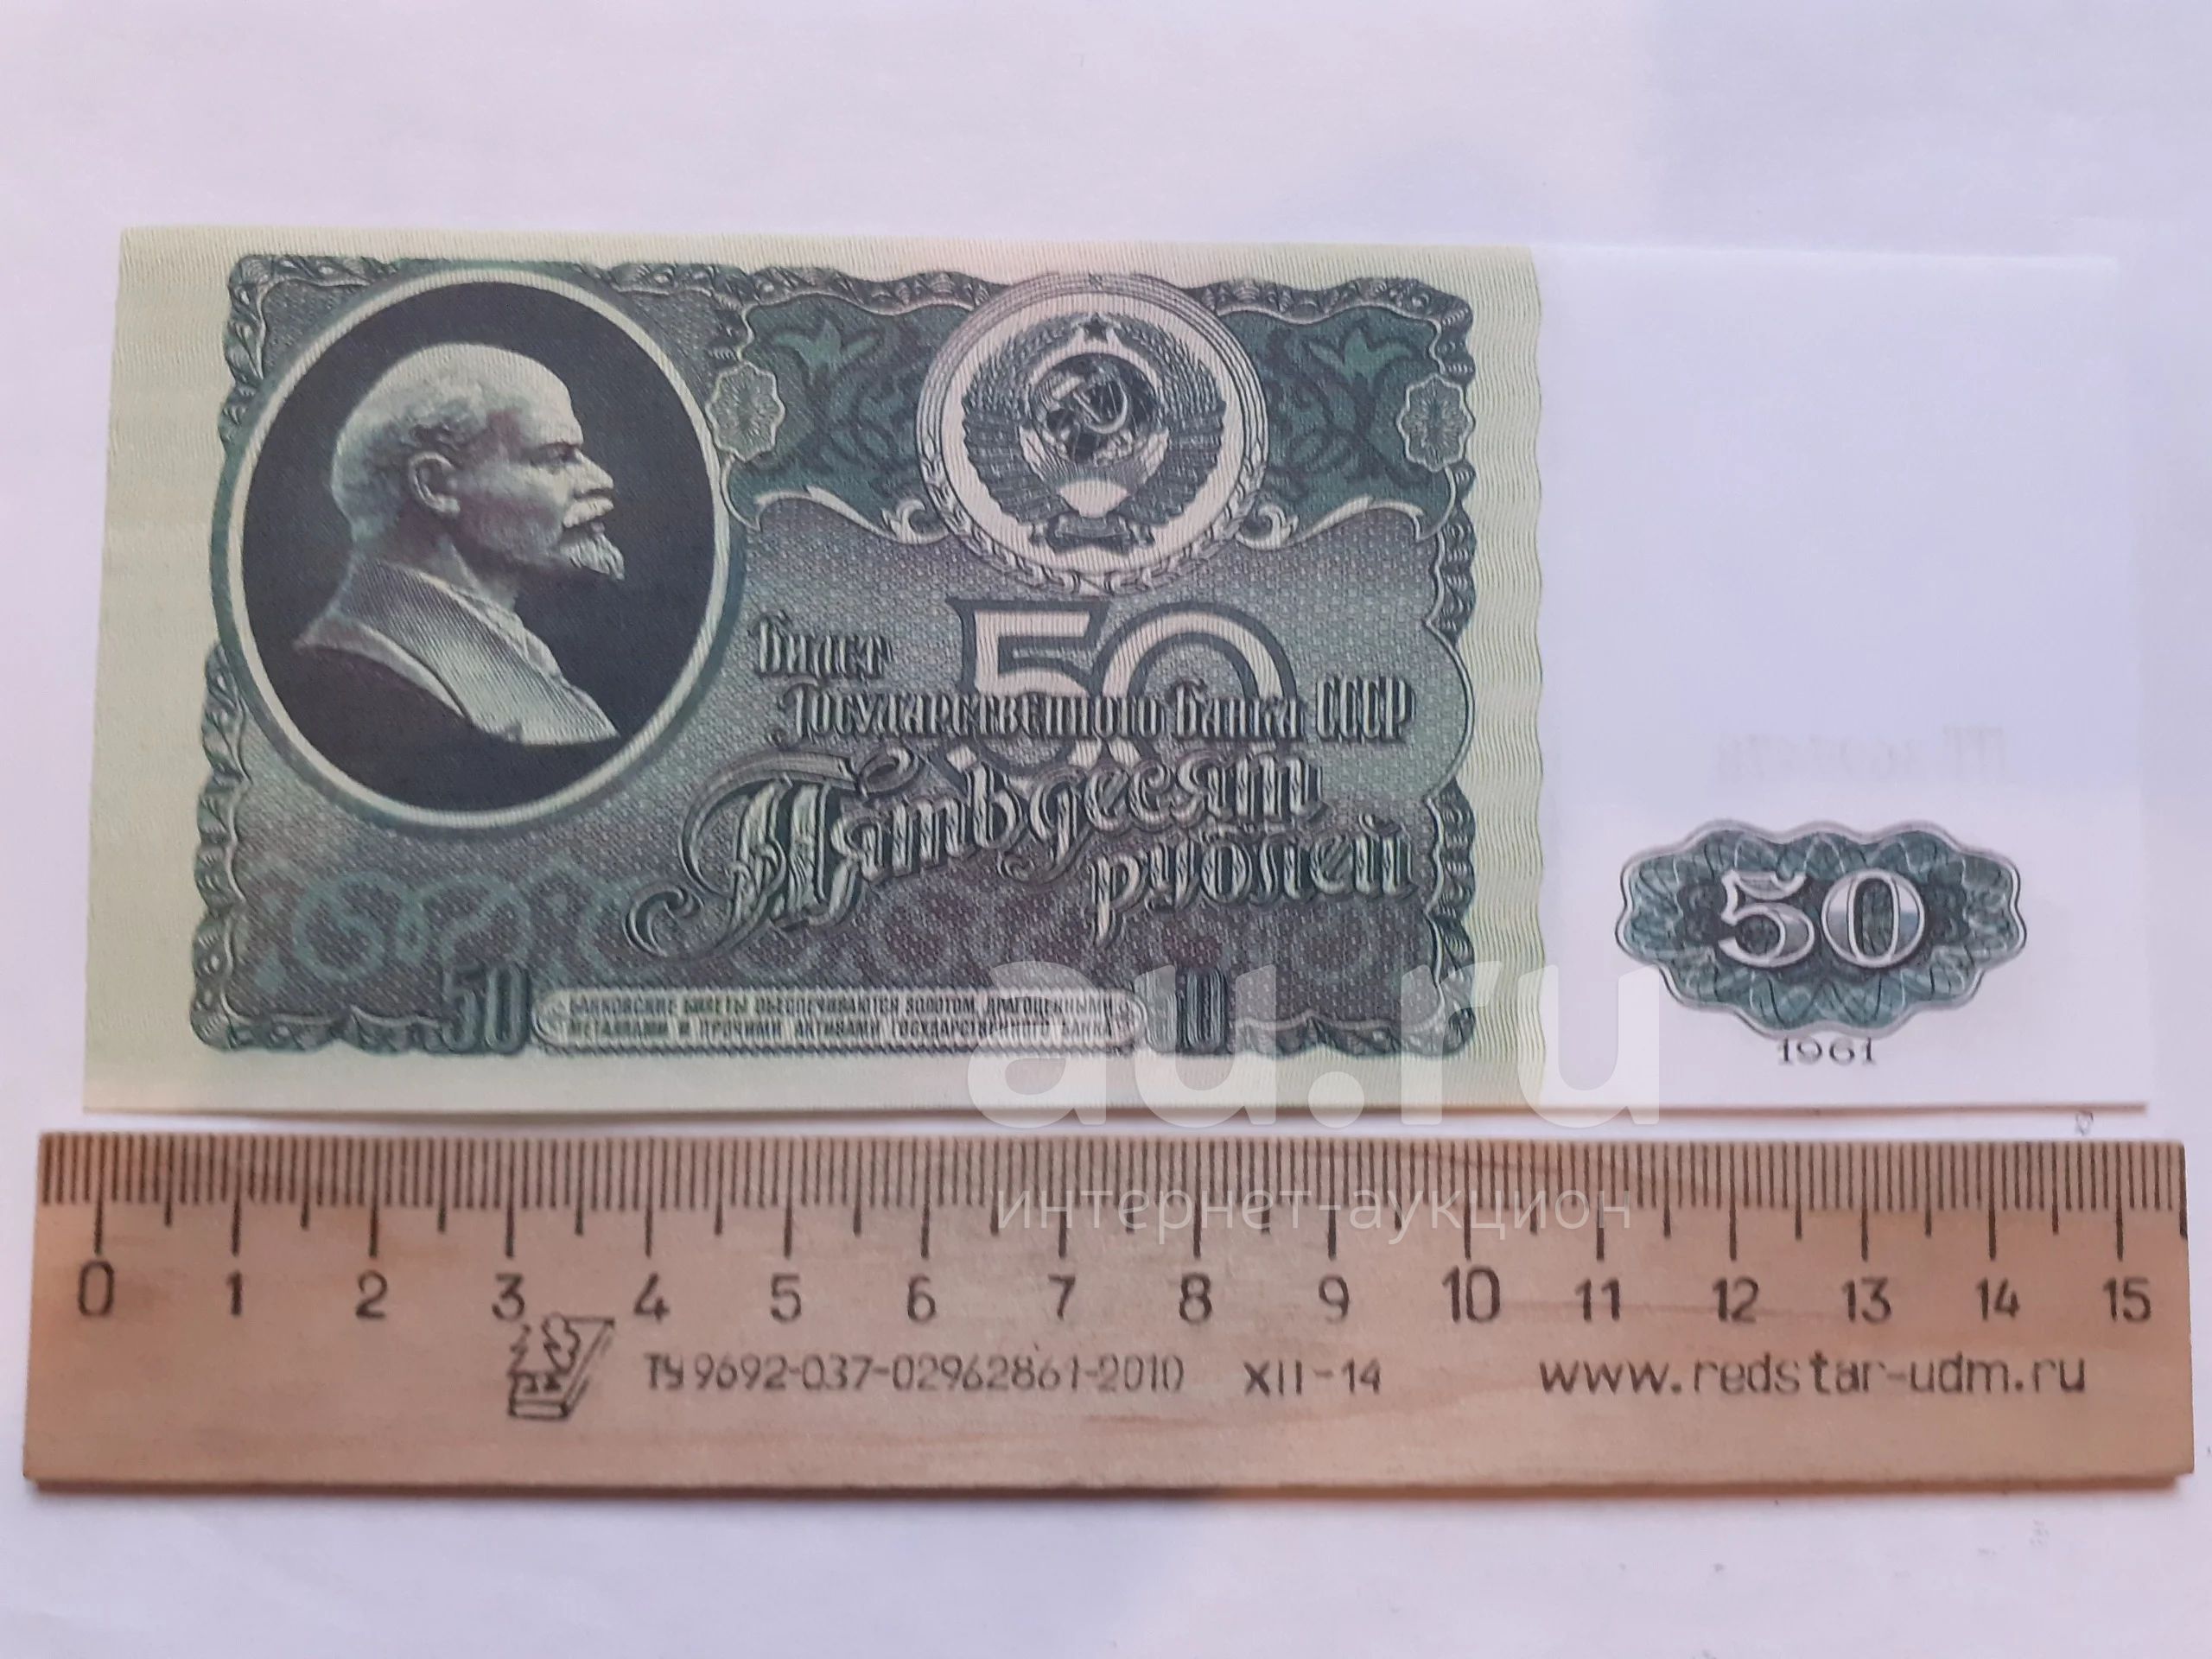 50
Билет
Государственного Банка СССР
Пятьдесят
рублей
50
БАНКОВСКИЕ БИЛЕТЫ ОБЕСПЕЧИВАЮТСЯ ЗОЛОТОМ, ДРАГОЦЕННЫМИ
МЕТАЛЛАМИ И ПРОЧИМИ АКТИВАМИ ГОСУДАРСТВЕННОГО БАНКА
50
1961
au.ru
интернет-аукцион
0 1 2 3 4 5 6 7 8 9 10 11 12 13 14 15
ТУ 9692-037-02962861-2010 XII-14 www.redstar-udm.ru